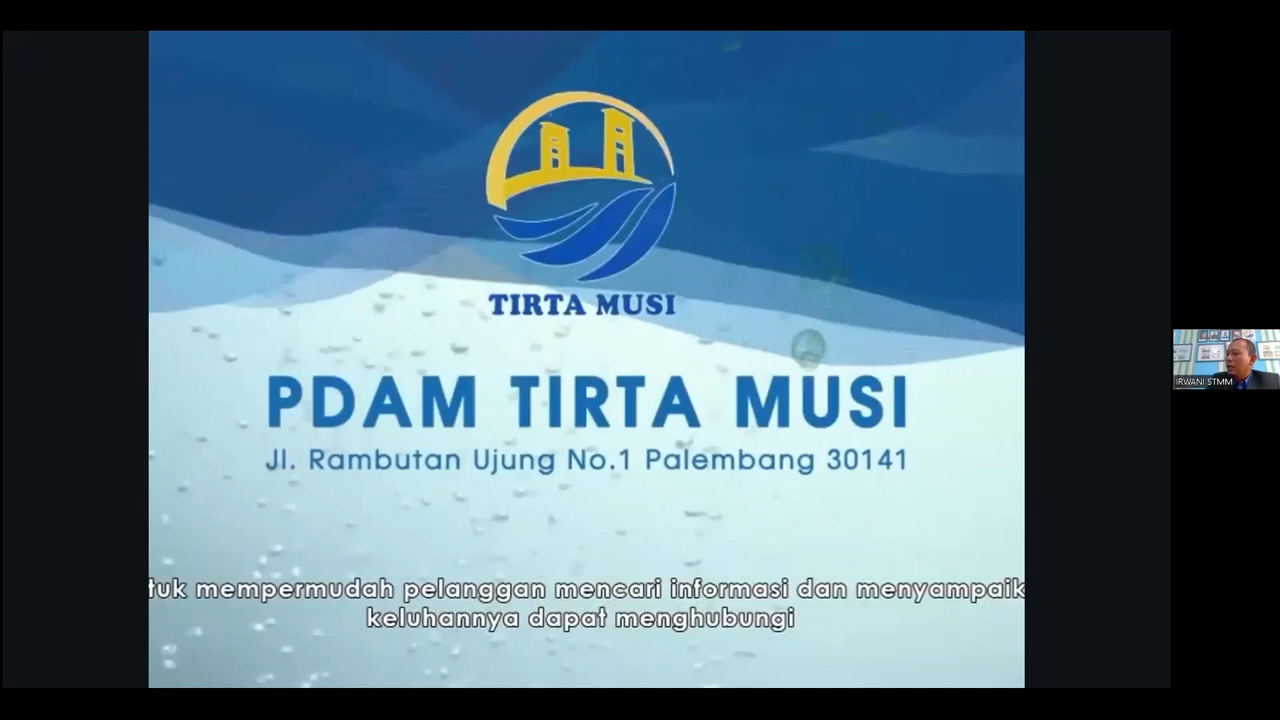 TIRTA MUSI
PDAM TIRTA MUSI
Jl. Rambutan Ujung No.1 Palembang 30141
tuk mempermudah pelanggan mencari informasi dan menyampaik
keluhannya dapat menghubungi
IRWANI STMM